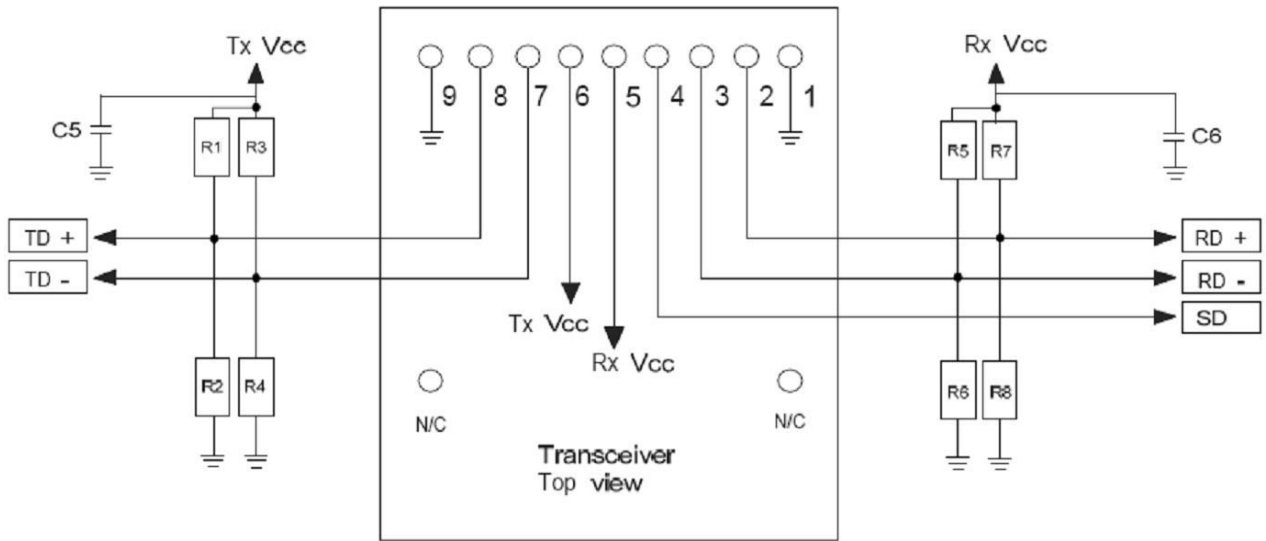 Tx Vcc
Rx Vcc
9 8 7 6 5 4 3 2 1
C5
R1 R3
R5 R7
C6
TD +
RD +
TD -
RD -
SD
Tx Vcc
Rx Vcc
R2 R4
R6 R8
N/C
N/C
Transceiver
Top view